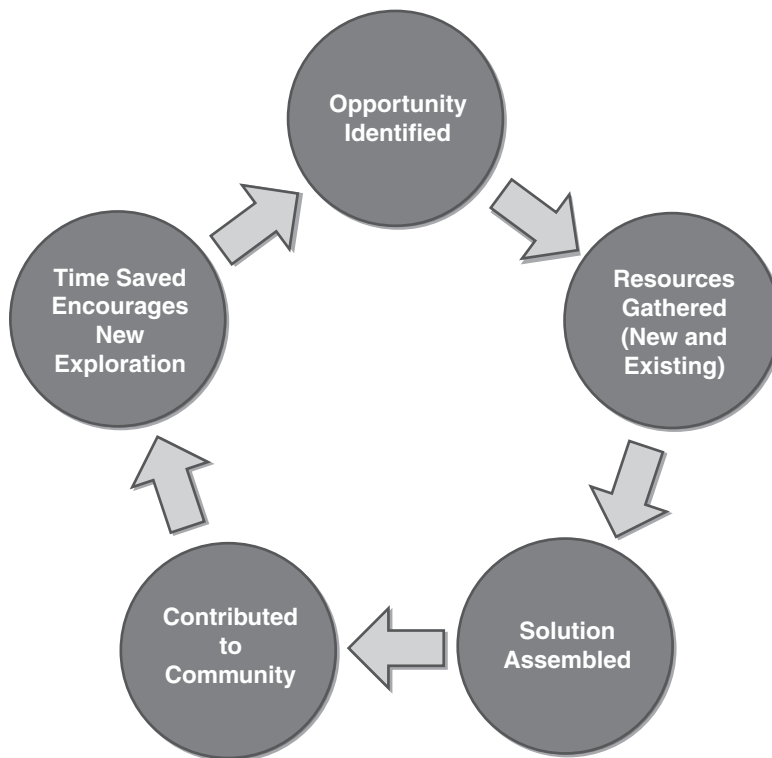 Opportunity
Identified
Resources
Gathered
(New and
Existing)
Solution
Assembled
Contributed
to
Community
Time Saved
Encourages
New
Exploration